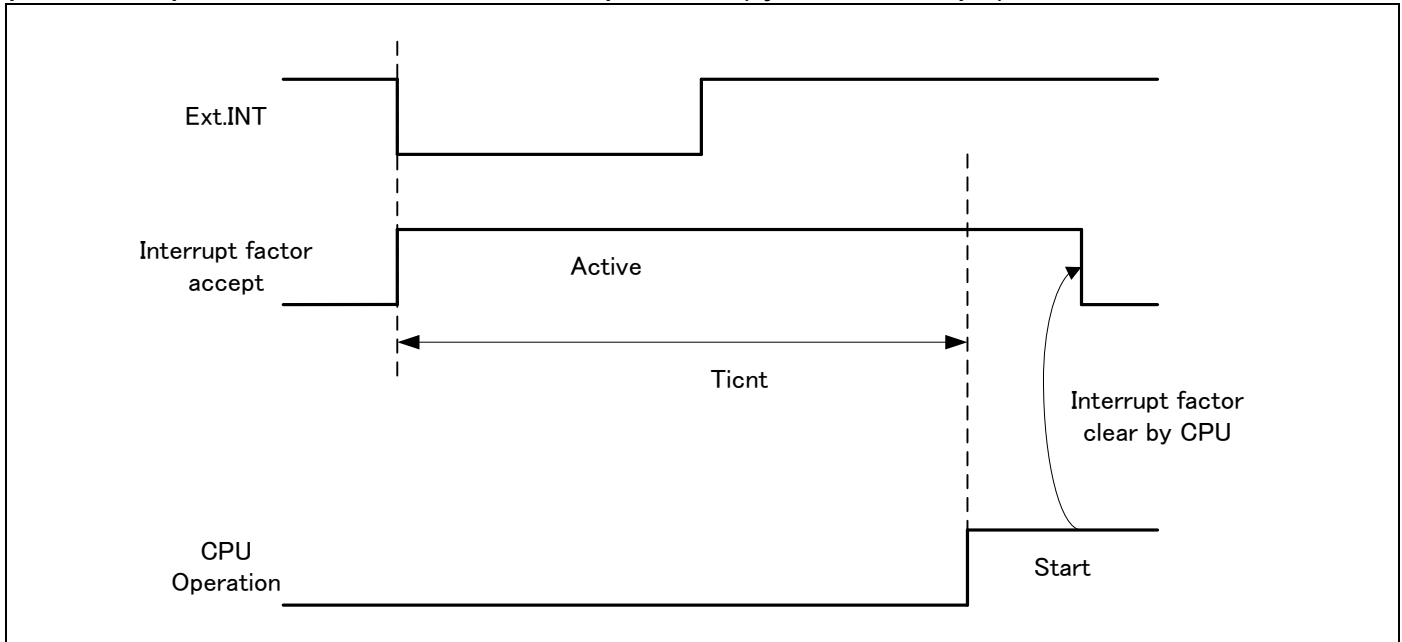 Ext.INT
Interrupt factor
accept
Active
Ticnt
Interrupt factor
clear by CPU
CPU
Operation
Start